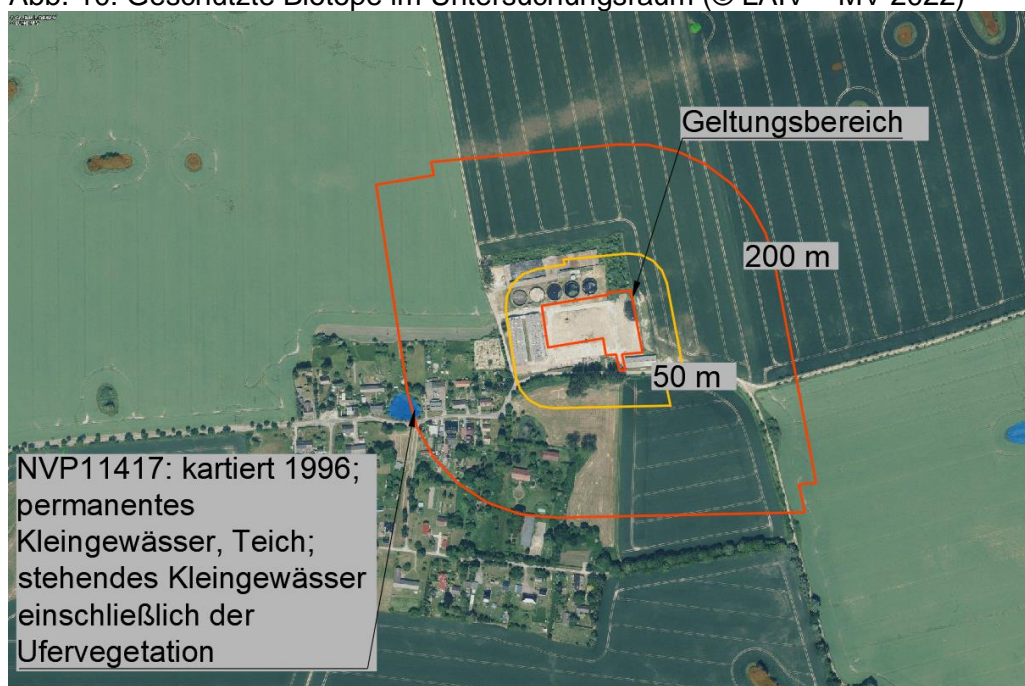 Abb. 10: Geschützte Biotope im Untersuchungsraum (© LAiV – MV 2022)
Geltungsbereich
200 m
50 m
NVP11417: kartiert 1996;
permanentes
Kleingewässer, Teich;
stehendes Kleingewässer
einschließlich der
Ufervegetation